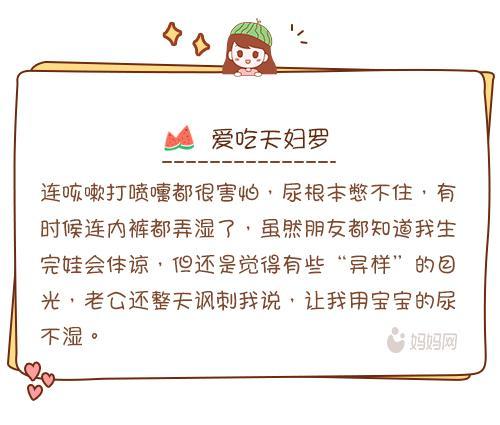 爱吃天妇罗
连咳嗽打喷嚏都很害怕，尿根本憋不住，有
时候连内裤都弄湿了，虽然朋友都知道我生
完娃会体谅，但还是觉得有些“异样”的目
光，老公还整天讽刺我说，让我用宝宝的尿
不湿。
妈妈网